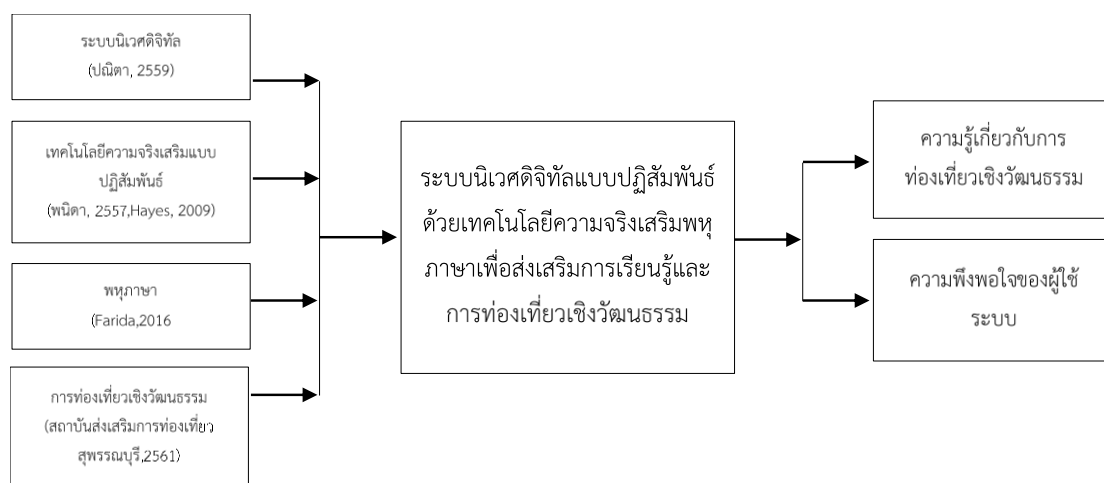 ระบบนิเวศดิจิทัล
(ปณิตา, 2559)
เทคโนโลยีความจริงเสริมแบบ
ปฏิสัมพันธ์
(พนิดา, 2557,Hayes, 2009)
พหุภาษา
(Farida,2016
การท่องเที่ยวเชิงวัฒนธรรม
(สถาบันส่งเสริมการท่องเที่ยว
สุพรรณบุรี,2561)
ระบบนิเวศดิจิทัลแบบปฏิสัมพันธ์
ด้วยเทคโนโลยีความจริงเสริมพหุ
ภาษาเพื่อส่งเสริมการเรียนรู้และ
การท่องเที่ยวเชิงวัฒนธรรม
ความรู้เกี่ยวกับการ
ท่องเที่ยวเชิงวัฒนธรรม
ความพึงพอใจของผู้ใช้
ระบบ